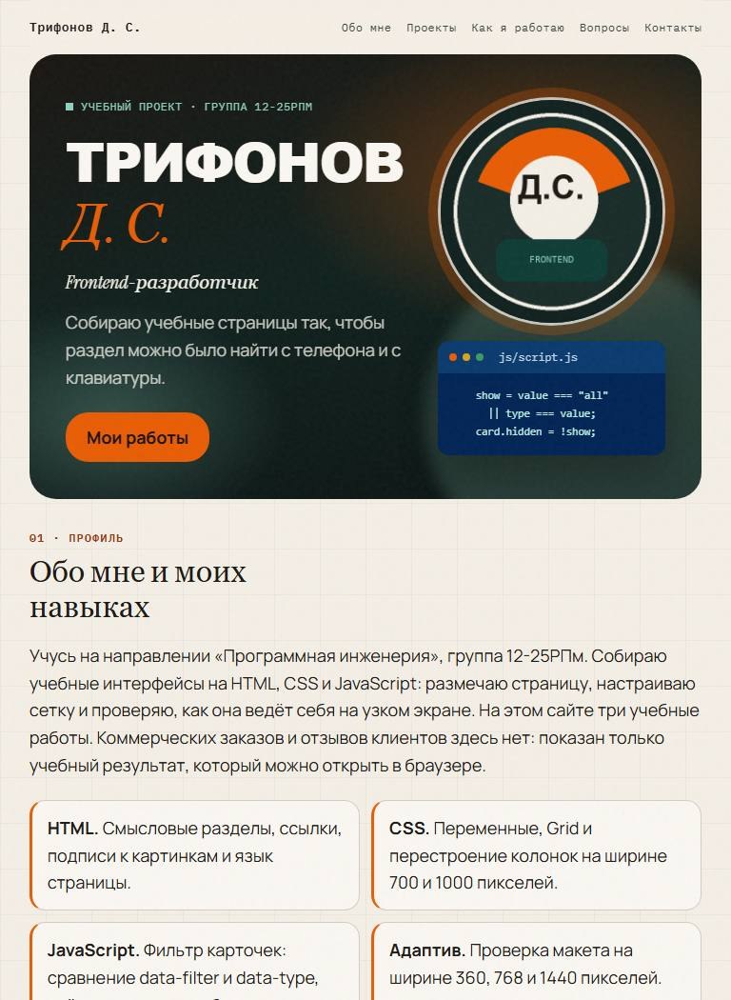 Трифонов Д. С.
Обо мне Проекты Как я работаю Вопросы Контакты
УЧЕБНЫЙ ПРОЕКТ · ГРУППА 12-25РПМ
ТРИФОНОВ
Д. С.
Frontend-разработчик
Собираю учебные страницы так, чтобы
раздел можно было найти с телефона и с
клавиатуры.
Мои работы
Д.С.
FRONTEND
js/script.js
show = value === "all"
|| type === value;
card.hidden = !show;
01 · ПРОФИЛЬ
Обо мне и моих
навыках
Учусь на направлении «Программная инженерия», группа 12-25РПм. Собираю
учебные интерфейсы на HTML, CSS и JavaScript: размечаю страницу, настраиваю
сетку и проверяю, как она ведёт себя на узком экране. На этом сайте три учебные
работы. Коммерческих заказов и отзывов клиентов здесь нет: показан только
учебный результат, который можно открыть в браузере.
HTML. Смысловые разделы, ссылки,
подписи к картинкам и язык
страницы.
CSS. Переменные, Grid и
перестроение колонок на ширине
700 и 1000 пикселей.
JavaScript. Фильтр карточек:
сравнение data-filter и data-type,
Адаптив. Проверка макета на
ширине 360, 768 и 1440 пикселей.